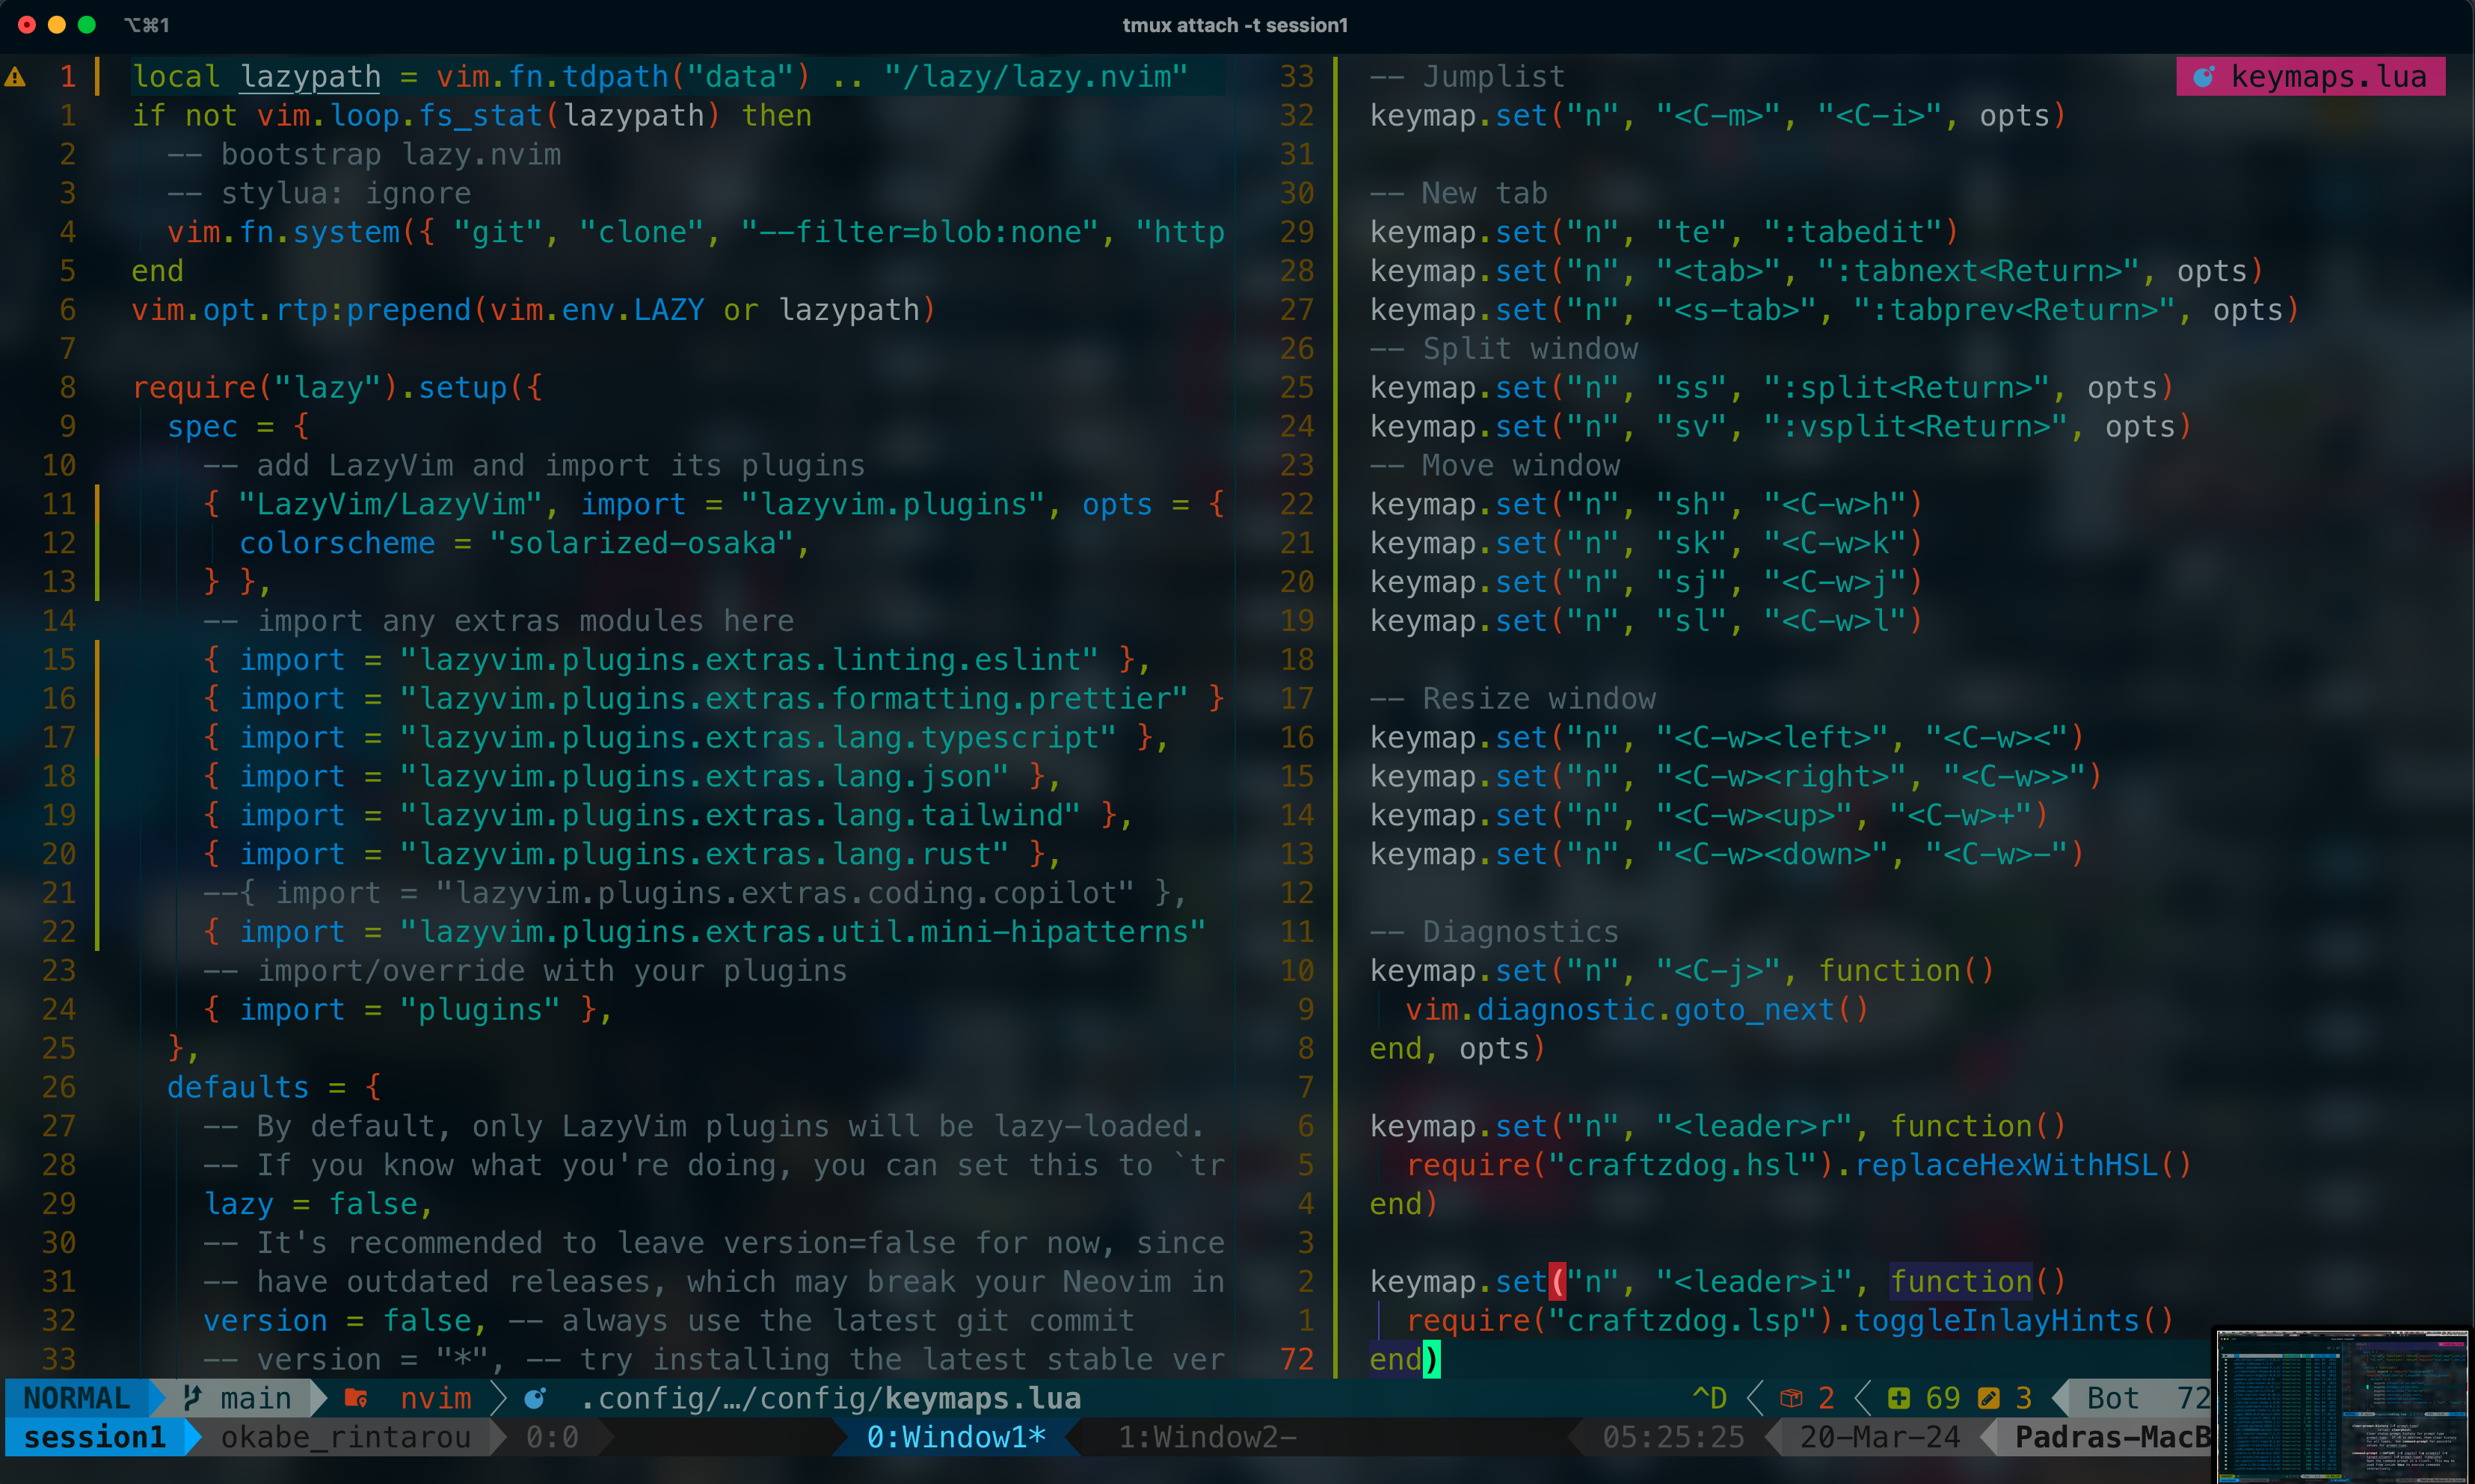 ⌥⌘1
tmux attach -t session1
1 local lazypath = vim.fn.tdpath("data") .. "/lazy/lazy.nvim"
1 if not vim.loop.fs_stat(lazypath) then
2 -- bootstrap lazy.nvim
3 -- stylua: ignore
4 vim.fn.system({ "git", "clone", "--filter=blob:none", "http
5 end
6 vim.opt.rtp:prepend(vim.env.LAZY or lazypath)
7
8 require("lazy").setup({
9 spec = {
10 -- add LazyVim and import its plugins
11 { "LazyVim/LazyVim", import = "lazyvim.plugins", opts = {
12 colorscheme = "solarized-osaka",
13 } },
14 -- import any extras modules here
15 { import = "lazyvim.plugins.extras.linting.eslint" },
16 { import = "lazyvim.plugins.extras.formatting.prettier" }
17 { import = "lazyvim.plugins.extras.lang.typescript" },
18 { import = "lazyvim.plugins.extras.lang.json" },
19 { import = "lazyvim.plugins.extras.lang.tailwind" },
20 { import = "lazyvim.plugins.extras.lang.rust" },
21 --{ import = "lazyvim.plugins.extras.coding.copilot" },
22 { import = "lazyvim.plugins.extras.util.mini-hipatterns"
23 -- import/override with your plugins
24 { import = "plugins" },
25 },
26 defaults = {
27 -- By default, only LazyVim plugins will be lazy-loaded.
28 -- If you know what you're doing, you can set this to `tr
29 lazy = false,
30 -- It's recommended to leave version=false for now, since
31 -- have outdated releases, which may break your Neovim in
32 version = false, -- always use the latest git commit
33 -- version = "*", -- try installing the latest stable ver
keymaps.lua
33 -- Jumplist
32 keymap.set("n", "<C-m>", "<C-i>", opts)
31
30 -- New tab
29 keymap.set("n", "te", ":tabedit")
28 keymap.set("n", "<tab>", ":tabnext<Return>", opts)
27 keymap.set("n", "<s-tab>", ":tabprev<Return>", opts)
26 -- Split window
25 keymap.set("n", "ss", ":split<Return>", opts)
24 keymap.set("n", "sv", ":vsplit<Return>", opts)
23 -- Move window
22 keymap.set("n", "sh", "<C-w>h")
21 keymap.set("n", "sk", "<C-w>k")
20 keymap.set("n", "sj", "<C-w>j")
19 keymap.set("n", "sl", "<C-w>l")
18
17 -- Resize window
16 keymap.set("n", "<C-w><left>", "<C-w><")
15 keymap.set("n", "<C-w><right>", "<C-w>>")
14 keymap.set("n", "<C-w><up>", "<C-w>+")
13 keymap.set("n", "<C-w><down>", "<C-w>-")
12
11 -- Diagnostics
10 keymap.set("n", "<C-j>", function()
9 vim.diagnostic.goto_next()
8 end, opts)
7
6 keymap.set("n", "<leader>r", function()
5 require("craftzdog.hsl").replaceHexWithHSL()
4 end)
3
2 keymap.set("n", "<leader>i", function()
1 require("craftzdog.lsp").toggleInlayHints()
72 end)
NORMAL main nvim .config/…/config/keymaps.lua ^D 2 69 3 Bot 72
session1 okabe_rintarou 0:0 0:Window1* 1:Window2- 05:25:25 20-Mar-24 Padras-MacB